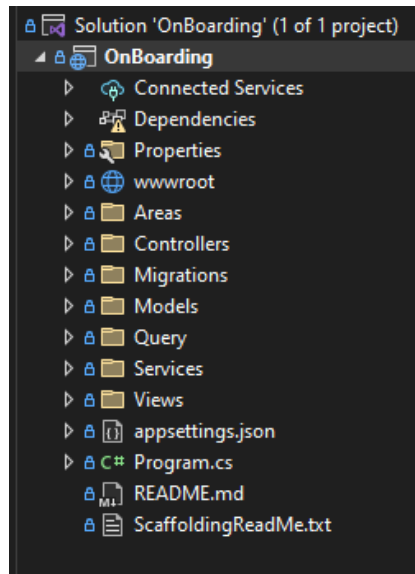 Solution 'OnBoarding' (1 of 1 project)
OnBoarding
Connected Services
Dependencies
Properties
wwwroot
Areas
Controllers
Migrations
Models
Query
Services
Views
appsettings.json
C# Program.cs
M↓ README.md
ScaffoldingReadMe.txt